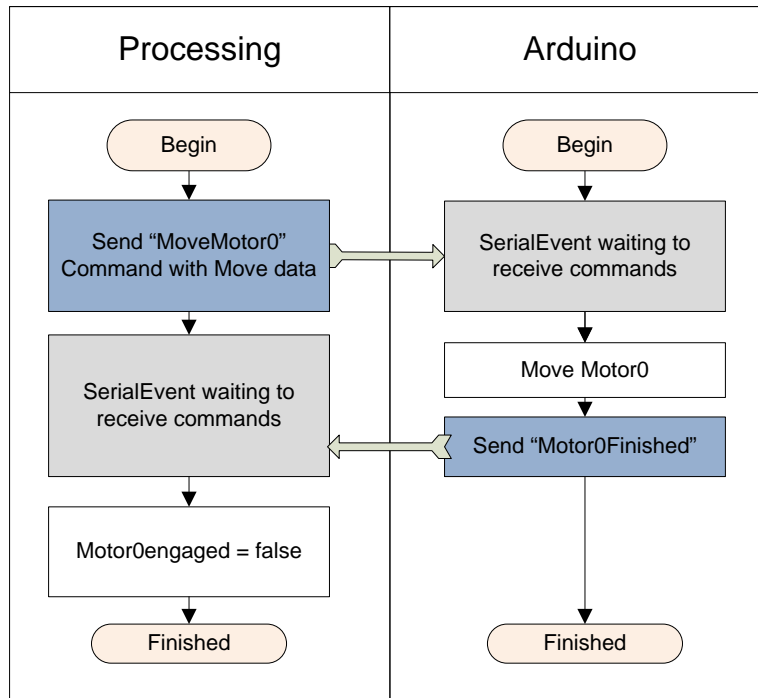 Processing
Arduino
Begin
Send “MoveMotor0”
Command with Move data
SerialEvent waiting to
receive commands
Motor0engaged = false
Finished
Begin
SerialEvent waiting to
receive commands
Move Motor0
Send “Motor0Finished”
Finished